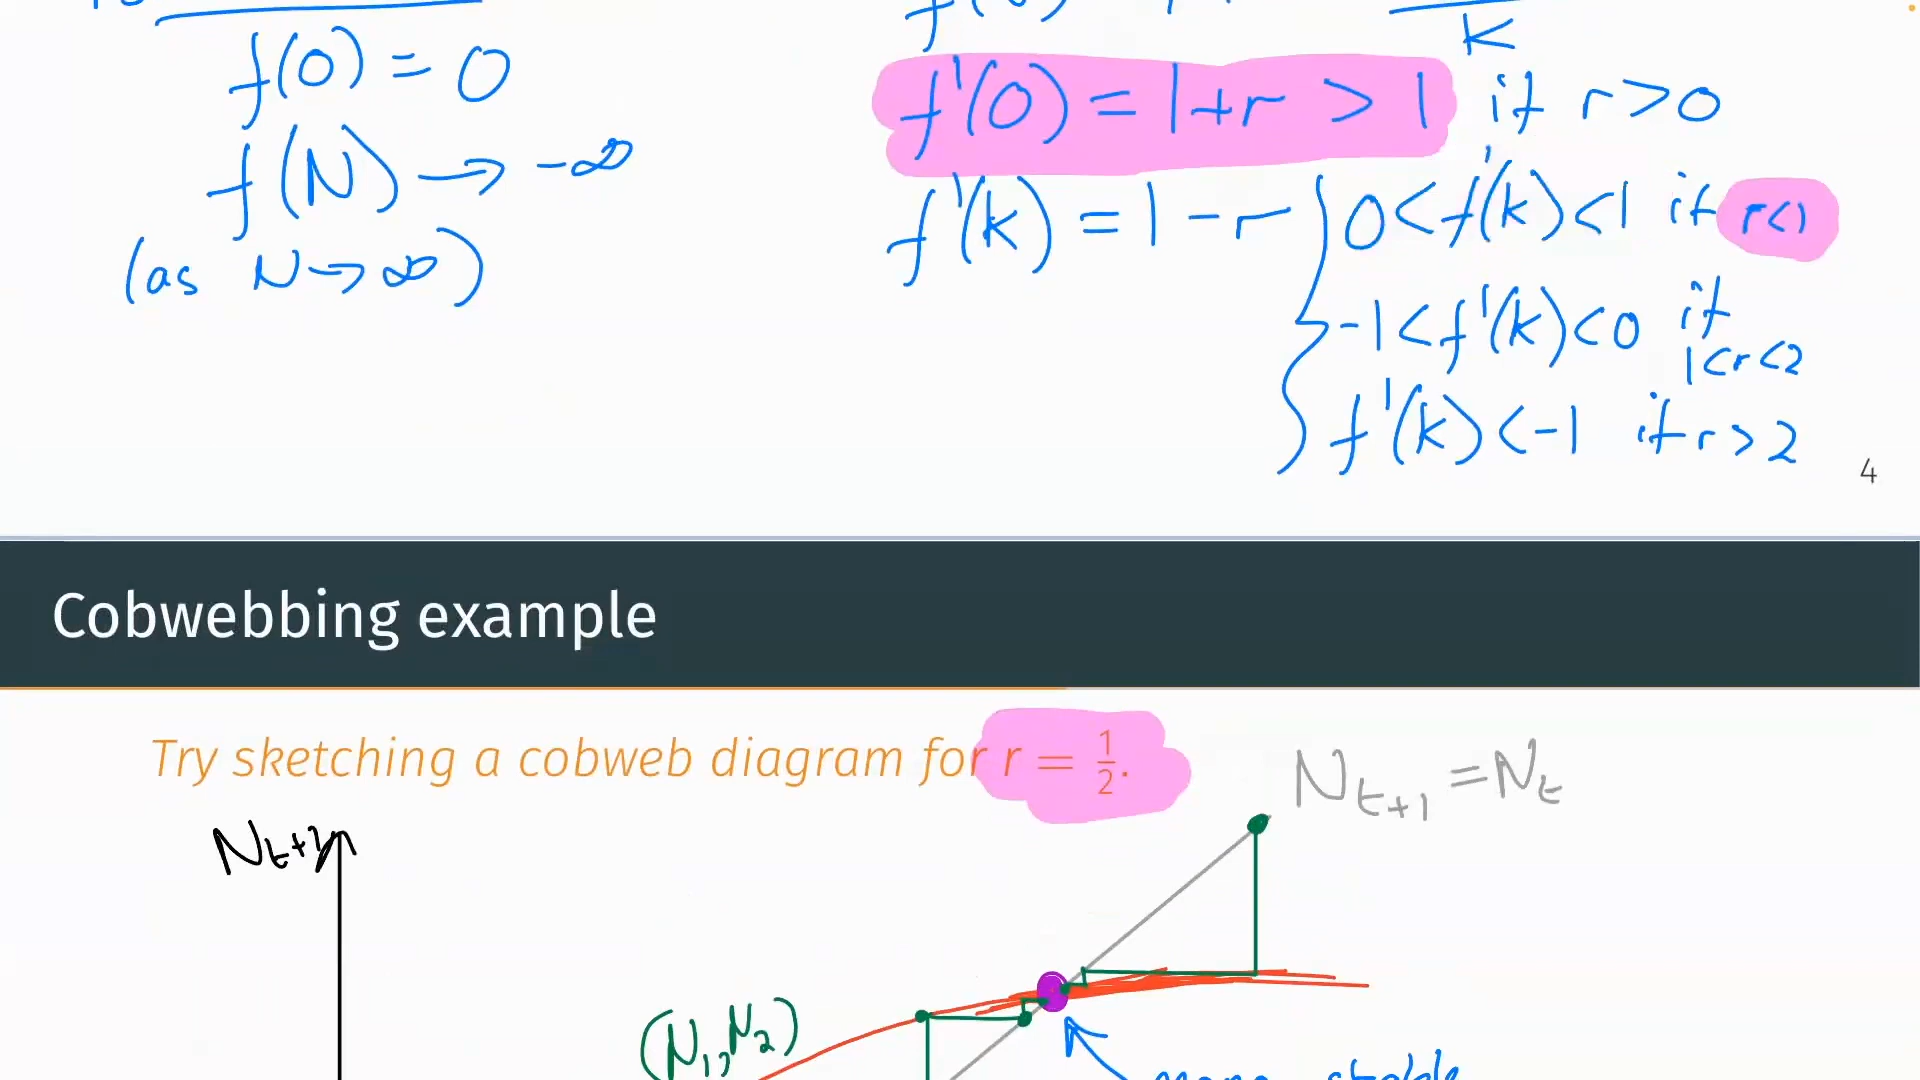 K
f(0) = 0
f'(0) = 1+r > 1 if r>0
f(N) → -∞
(as N→∞)
f'(k) = 1-r
0<f'(k)<1 if r<1
-1<f'(k)<0 if
1<r<2
f'(k)<-1 if r>2
4
Cobwebbing example
Try sketching a cobweb diagram for r = 1/2.
N_{t+1} = N_t
N_{t+1}
(N_1, N_2)